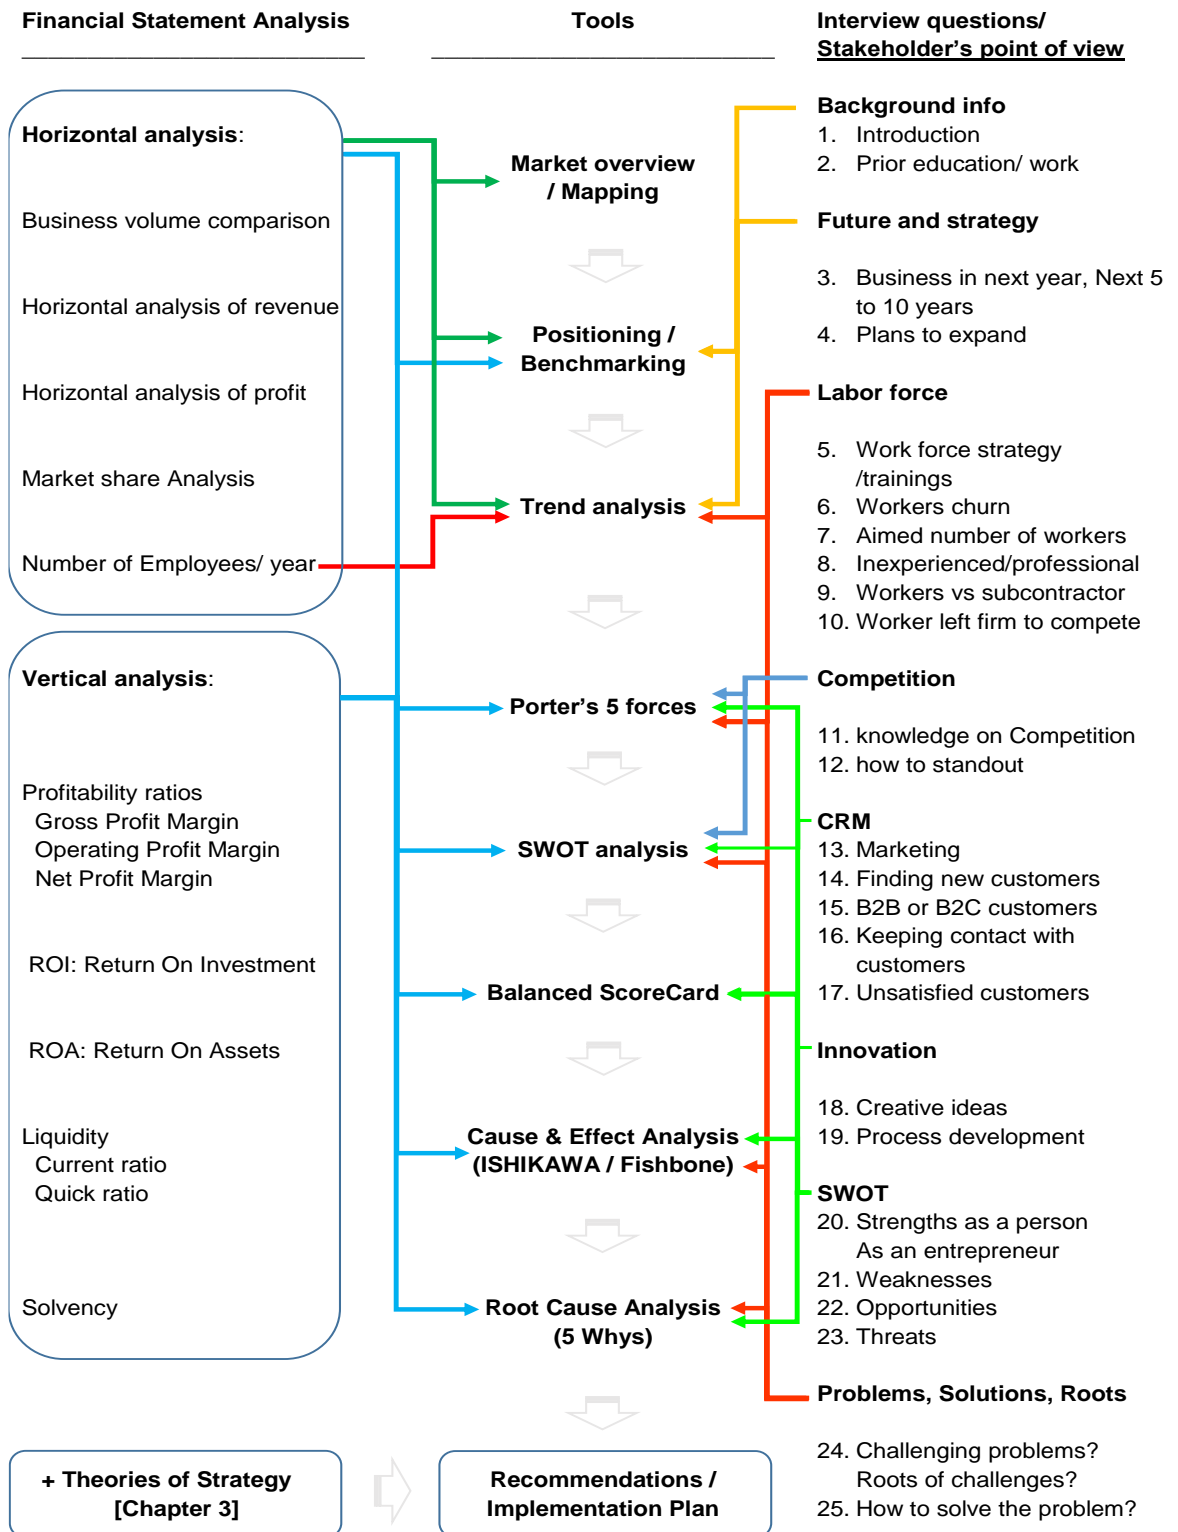 Financial Statement Analysis
Tools
Interview questions/
Stakeholder's point of view
Horizontal analysis:
Business volume comparison
Horizontal analysis of revenue
Horizontal analysis of profit
Market share Analysis
Number of Employees/ year
Vertical analysis:
Profitability ratios
Gross Profit Margin
Operating Profit Margin
Net Profit Margin
ROI: Return On Investment
ROA: Return On Assets
Liquidity
Current ratio
Quick ratio
Solvency
+ Theories of Strategy
[Chapter 3]
Market overview
/ Mapping
Positioning /
Benchmarking
Trend analysis
Porter's 5 forces
SWOT analysis
Balanced ScoreCard
Cause & Effect Analysis
(ISHIKAWA / Fishbone)
Root Cause Analysis
(5 Whys)
Recommendations /
Implementation Plan
Background info
1. Introduction
2. Prior education/ work
Future and strategy
3. Business in next year, Next 5
to 10 years
4. Plans to expand
Labor force
5. Work force strategy
/trainings
6. Workers churn
7. Aimed number of workers
8. Inexperienced/professional
9. Workers vs subcontractor
10. Worker left firm to compete
Competition
11. knowledge on Competition
12. how to standout
CRM
13. Marketing
14. Finding new customers
15. B2B or B2C customers
16. Keeping contact with
customers
17. Unsatisfied customers
Innovation
18. Creative ideas
19. Process development
SWOT
20. Strengths as a person
As an entrepreneur
21. Weaknesses
22. Opportunities
23. Threats
Problems, Solutions, Roots
24. Challenging problems?
Roots of challenges?
25. How to solve the problem?